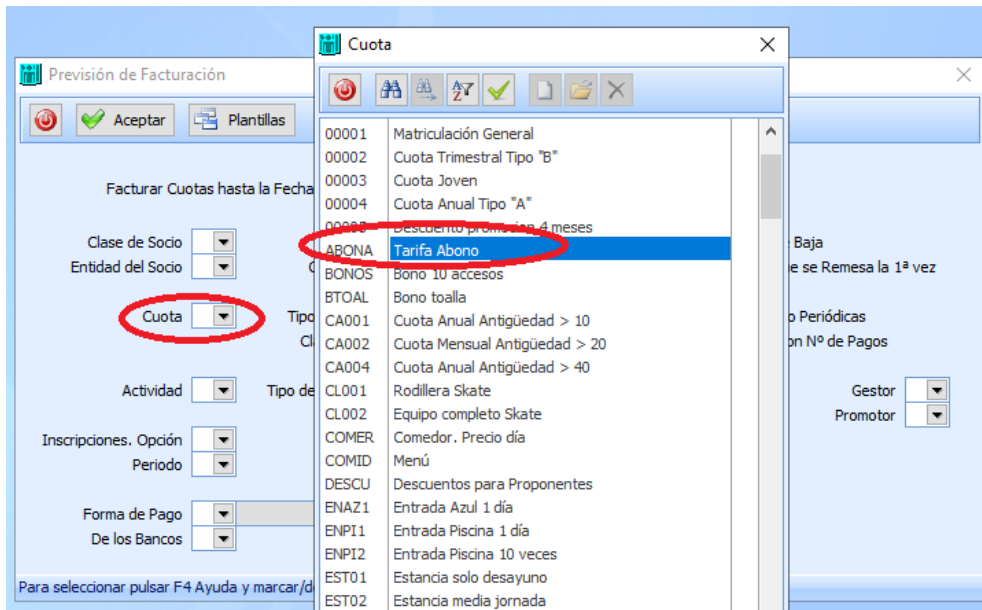 Cuota
Previsión de Facturación
Aceptar
Plantillas
Facturar Cuotas hasta la Fecha
Clase de Socio
Entidad del Socio
Cuota
Tipo
Actividad
Tipo de
Inscripciones. Opción
Periodo
Forma de Pago
De los Bancos
Para seleccionar pulsar F4 Ayuda y
00001 Matriculación General
00002 Cuota Trimestral Tipo "B"
00003 Cuota Joven
00004 Cuota Anual Tipo "A"
00005 Descuento promocion 4 meses
ABONA Tarifa Abono
BONOS Bono 10 accesos
BTOAL Bono toalla
CA001 Cuota Anual Antigüedad > 10
CA002 Cuota Mensual Antigüedad > 20
CA004 Cuota Anual Antigüedad > 40
CL001 Rodillera Skate
CL002 Equipo completo Skate
COMER Comedor. Precio día
COMID Menú
DESCU Descuentos para Proponentes
ENAZ1 Entrada Azul 1 día
ENPI1 Entrada Piscina 1 día
ENPI2 Entrada Piscina 10 veces
EST01 Estancia solo desayuno
EST02 Estancia media jornada
Baja
se Remesa la 1ª vez
Periódicas
Nº de Pagos
Gestor
Promotor